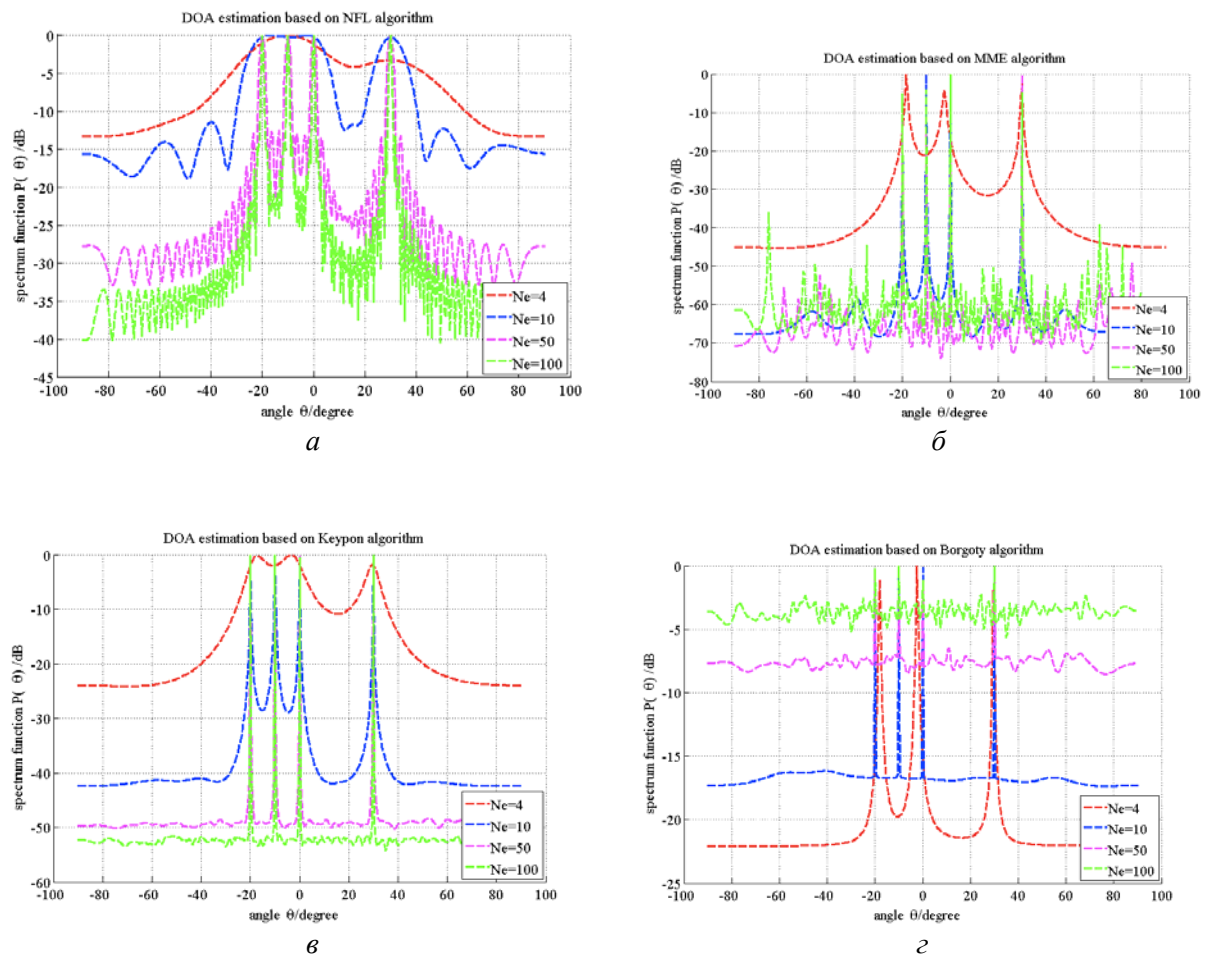 DOA estimation based on NFL algorithm
spectrum function P( θ) /dB
0
-5
-10
-15
-20
-25
-30
-35
-40
-45
-100 -80 -60 -40 -20 0 20 40 60 80 100
angle θ/degree
Ne=4
Ne=10
Ne=50
Ne=100
а
DOA estimation based on MME algorithm
spectrum function P( θ) /dB
0
-10
-20
-30
-40
-50
-60
-70
-80
-100 -80 -60 -40 -20 0 20 40 60 80 100
angle θ/degree
Ne=4
Ne=10
Ne=50
Ne=100
б
DOA estimation based on Keypon algorithm
spectrum function P( θ) /dB
0
-10
-20
-30
-40
-50
-60
-100 -80 -60 -40 -20 0 20 40 60 80 100
angle θ/degree
Ne=4
Ne=10
Ne=50
Ne=100
в
DOA estimation based on Borgoty algorithm
spectrum function P( θ) /dB
0
-5
-10
-15
-20
-25
-100 -80 -60 -40 -20 0 20 40 60 80 100
angle θ/degree
Ne=4
Ne=10
Ne=50
Ne=100
г